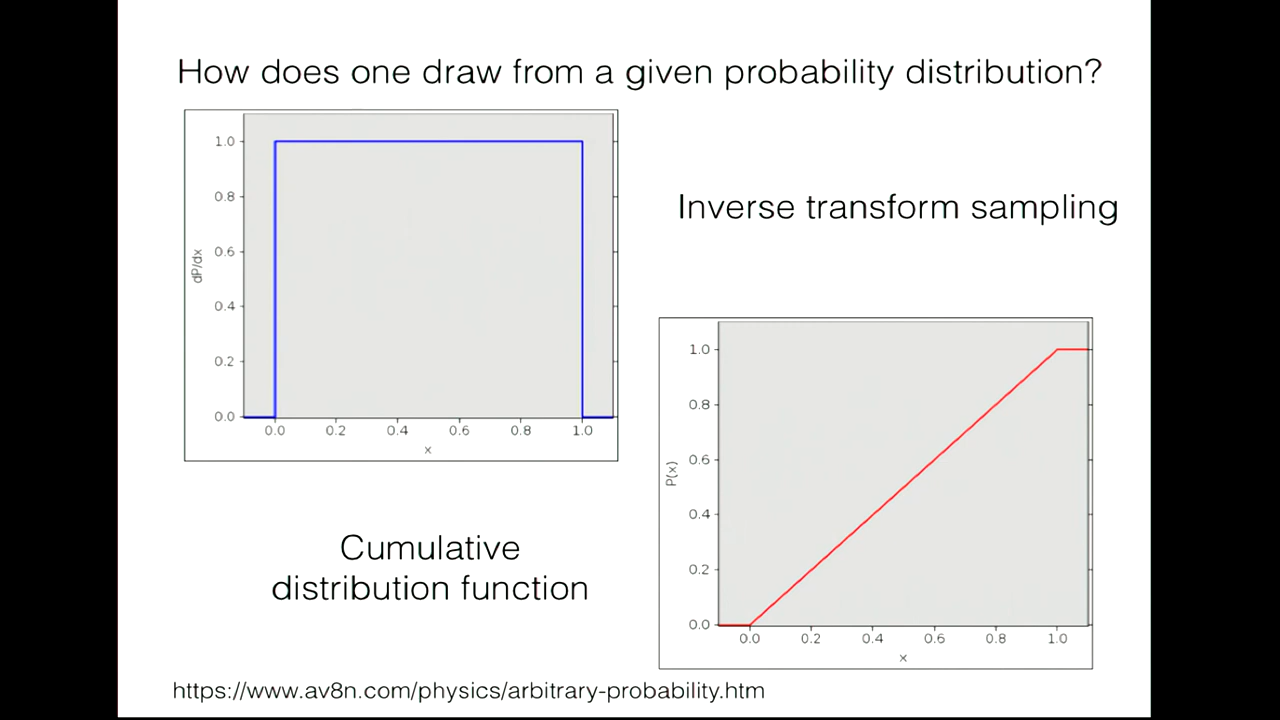 How does one draw from a given probability distribution?
1.0
0.8
0.6
0.4
0.2
0.0
dP/dx
0.0 0.2 0.4 0.6 0.8 1.0
x
Inverse transform sampling
1.0
0.8
0.6
0.4
0.2
0.0
P(x)
0.0 0.2 0.4 0.6 0.8 1.0
x
Cumulative
distribution function
https://www.av8n.com/physics/arbitrary-probability.htm